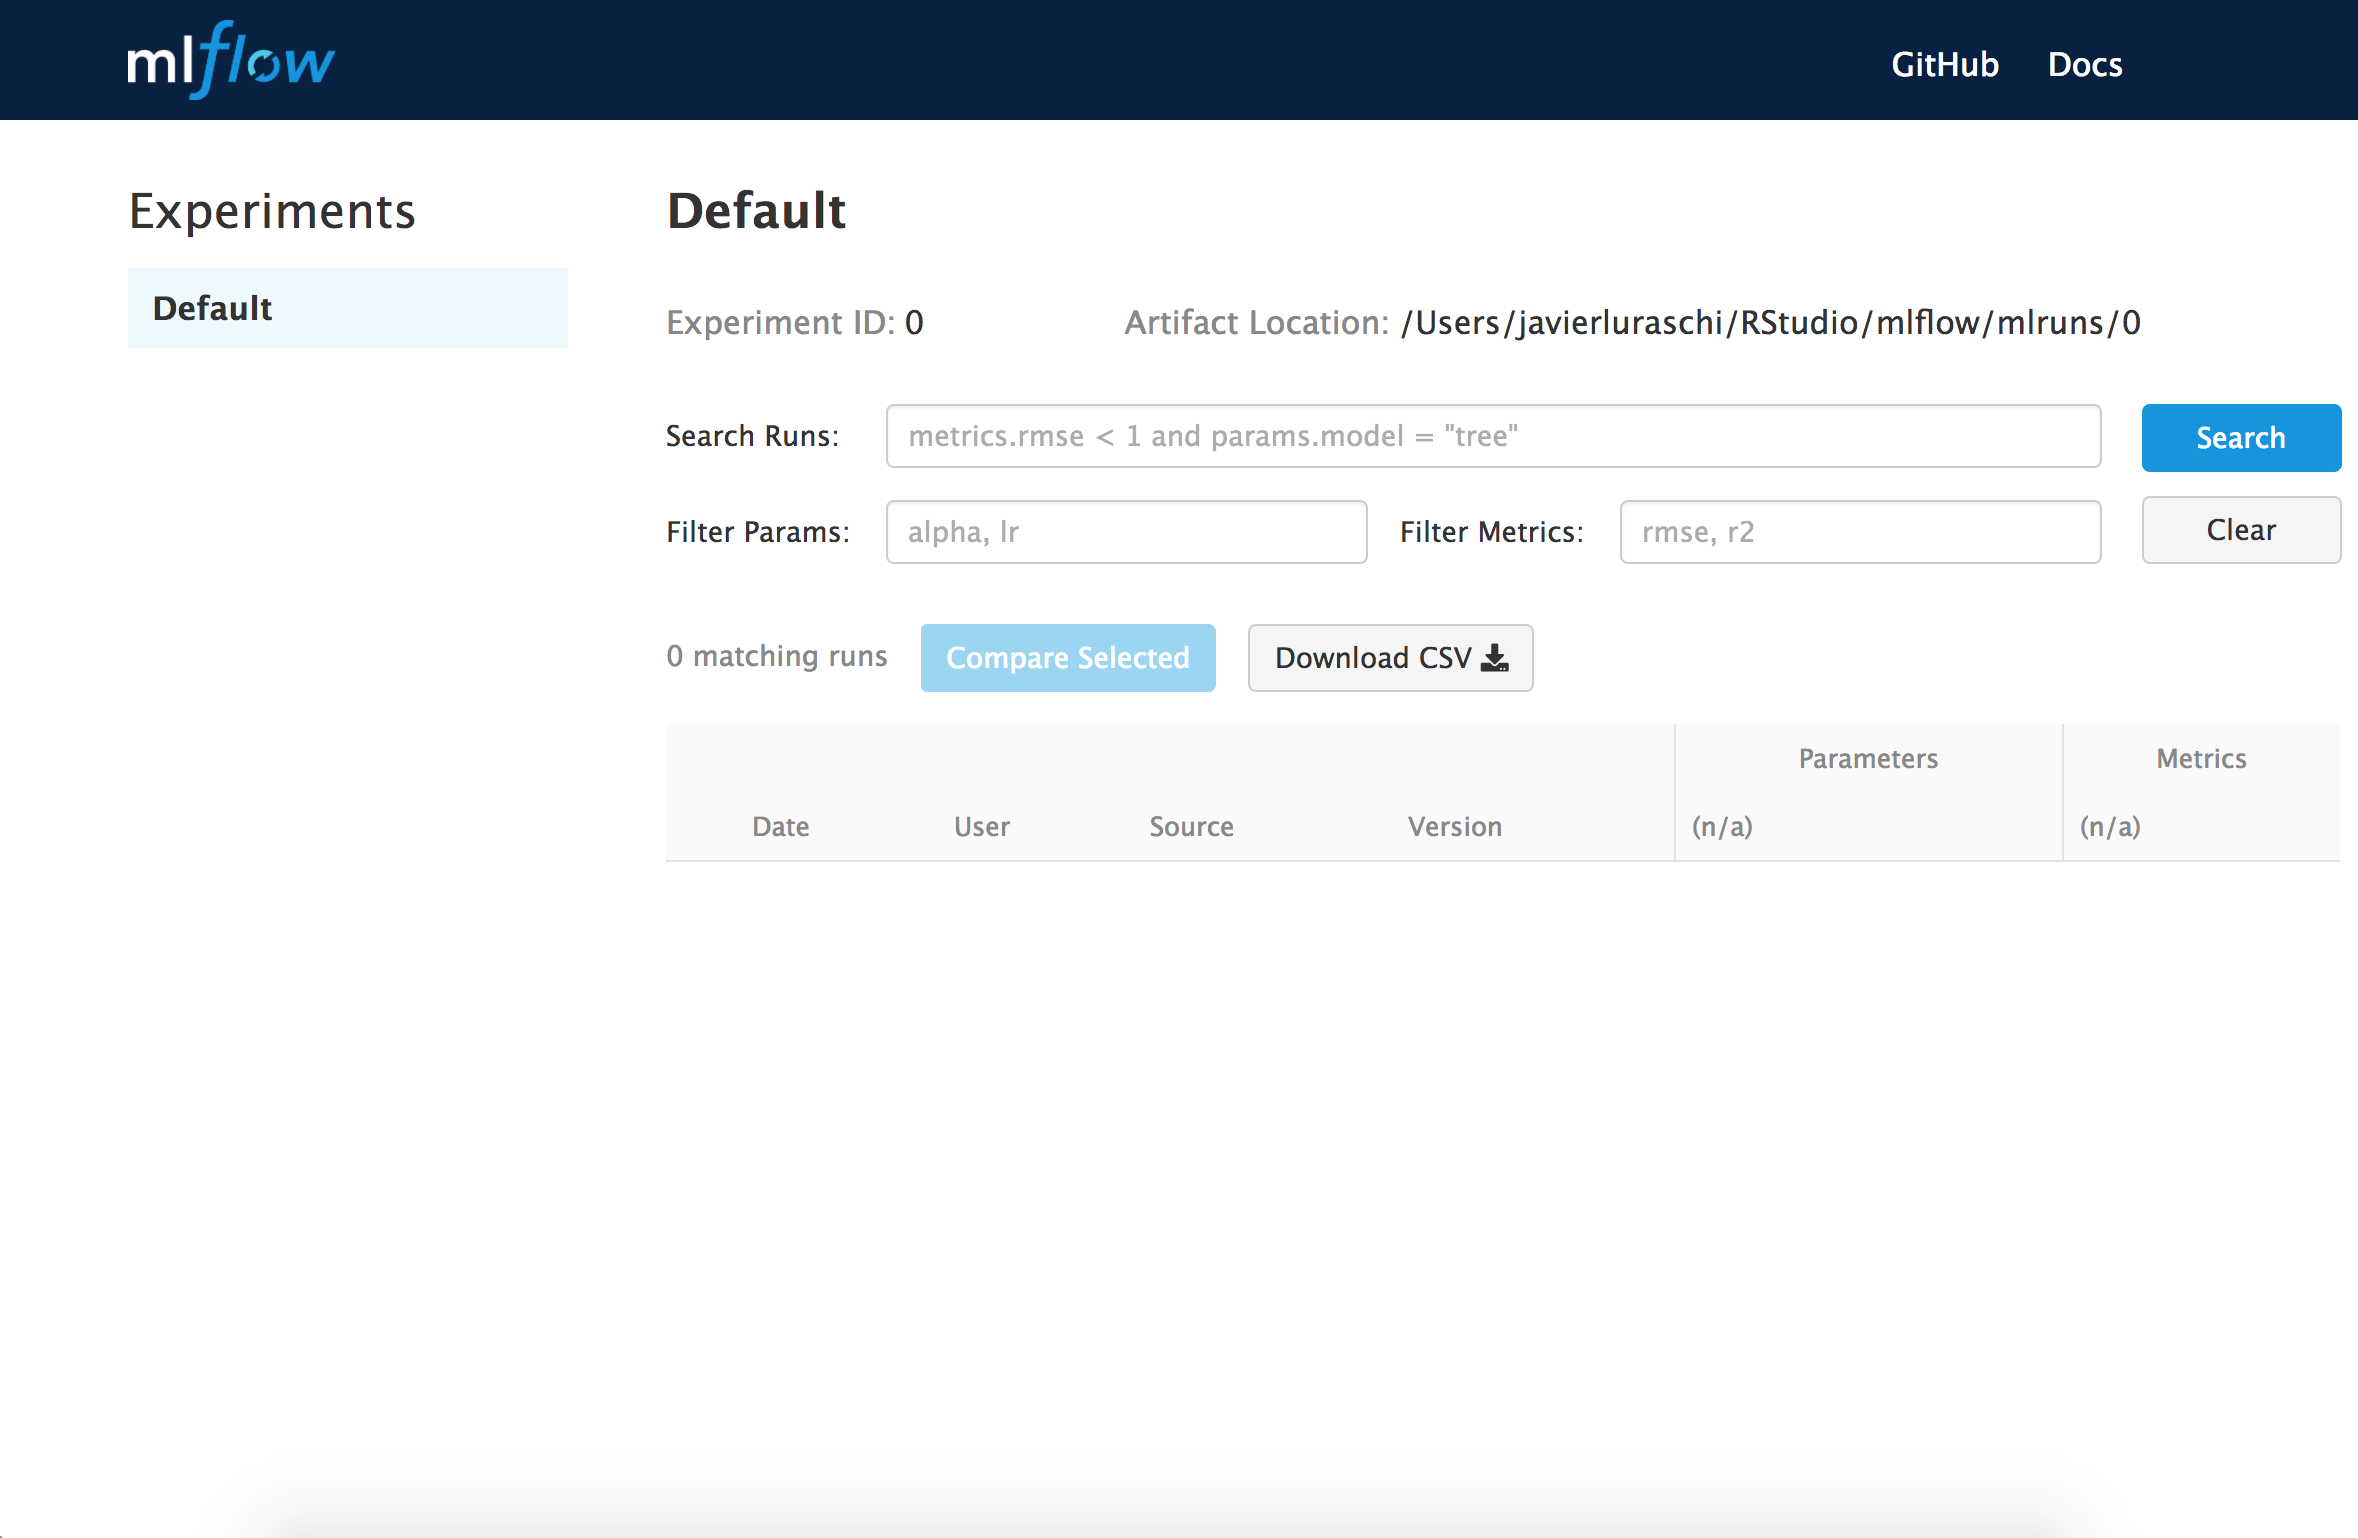 mlflow
GitHub Docs
Experiments
Default
Default
Experiment ID: 0 Artifact Location: /Users/javierluraschi/RStudio/mlflow/mlruns/0
Search Runs: metrics.rmse < 1 and params.model = "tree" Search
Filter Params: alpha, lr Filter Metrics: rmse, r2 Clear
0 matching runs Compare Selected Download CSV
Parameters Metrics
Date User Source Version (n/a) (n/a)